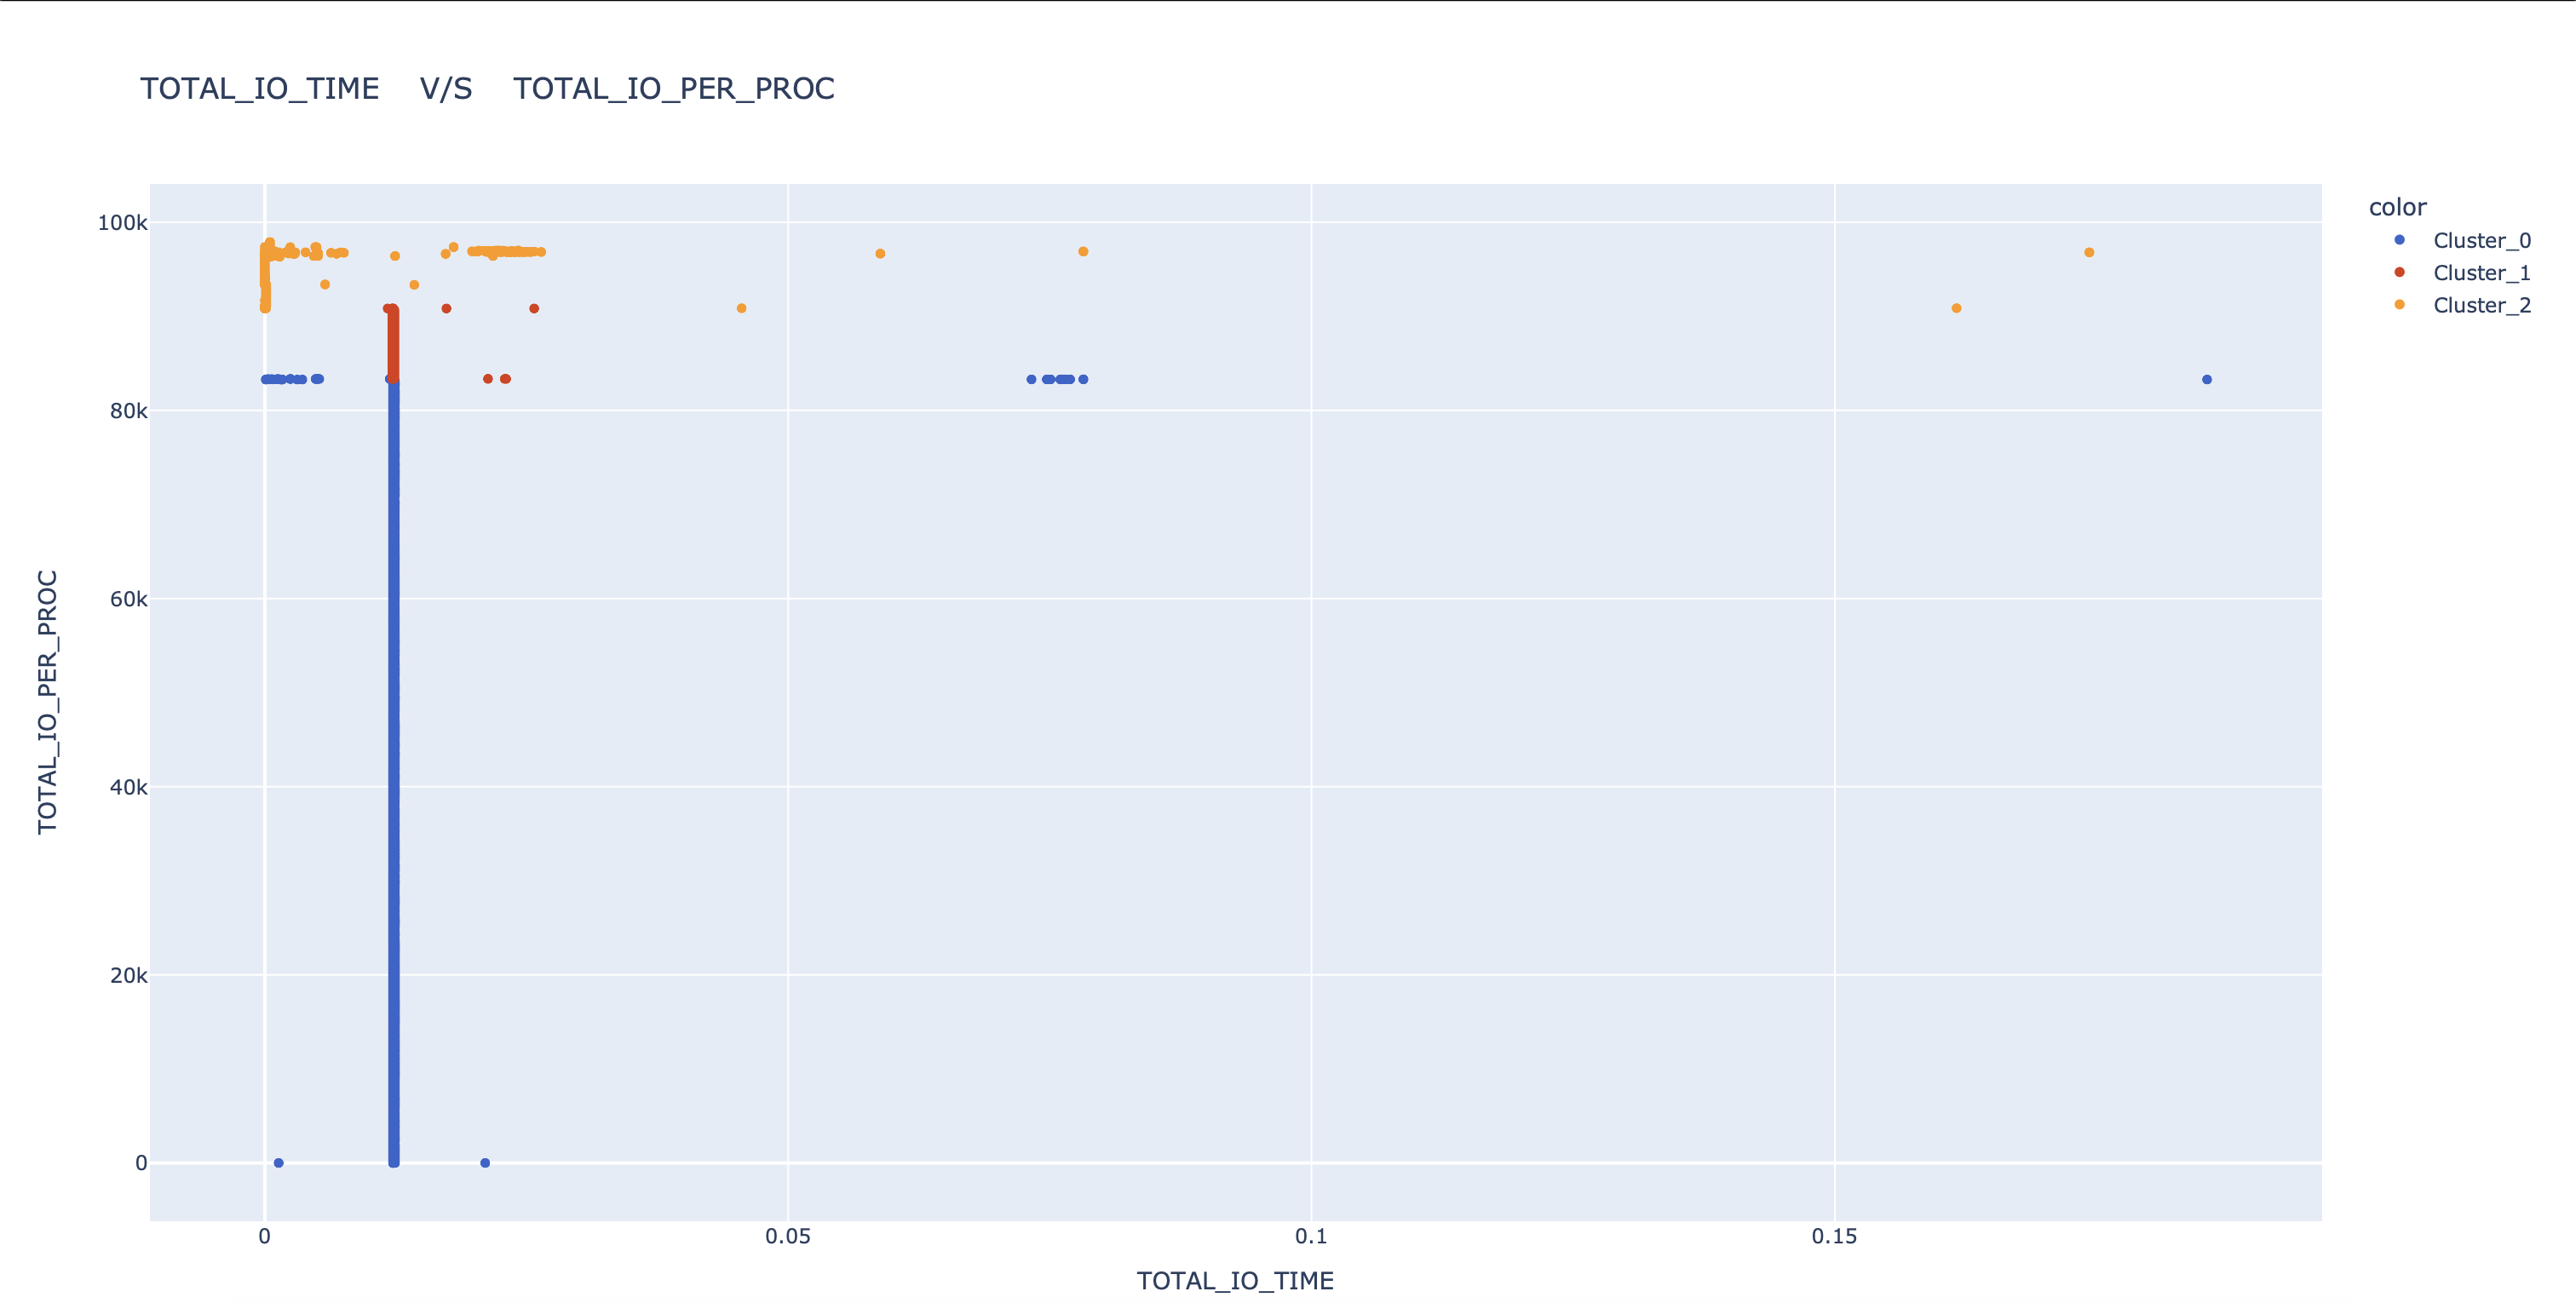 TOTAL_IO_TIME V/S TOTAL_IO_PER_PROC
color
Cluster_0
Cluster_1
Cluster_2
TOTAL_IO_PER_PROC
100k
80k
60k
40k
20k
0
0 0.05 0.1 0.15
TOTAL_IO_TIME